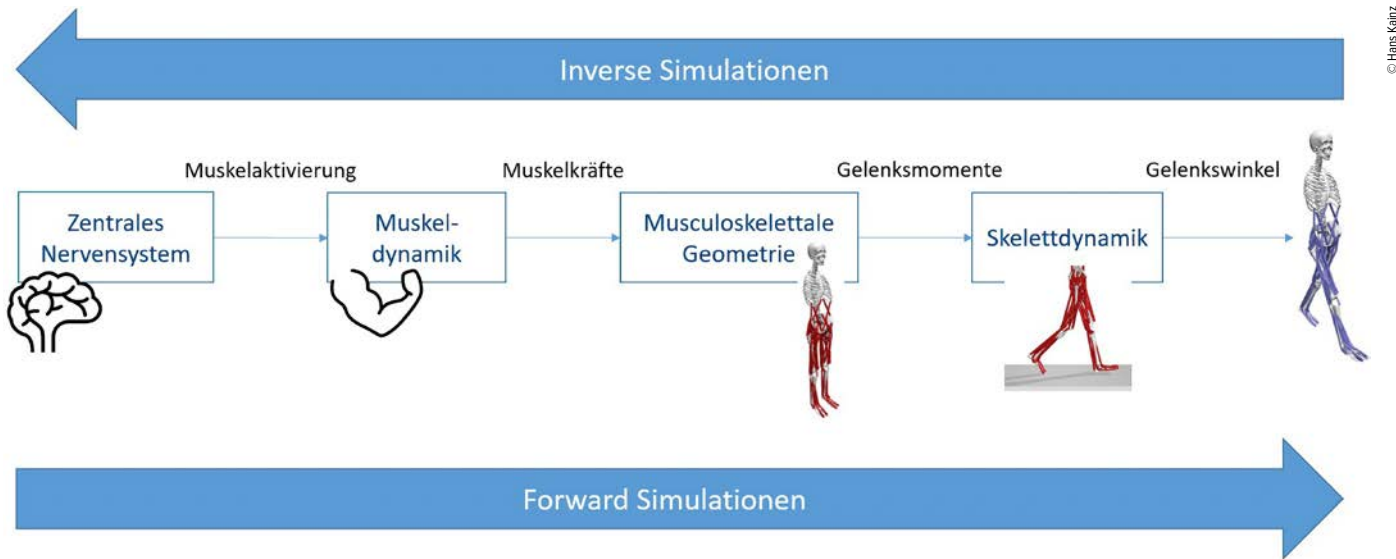 © Hans Kainz
Inverse Simulationen
Muskelaktivierung
Muskelkräfte
Gelenksmomente
Gelenkswinkel
Zentrales
Nervensystem
Muskel-
dynamik
Musculoskelettale
Geometrie
Skelettdynamik
Forward Simulationen